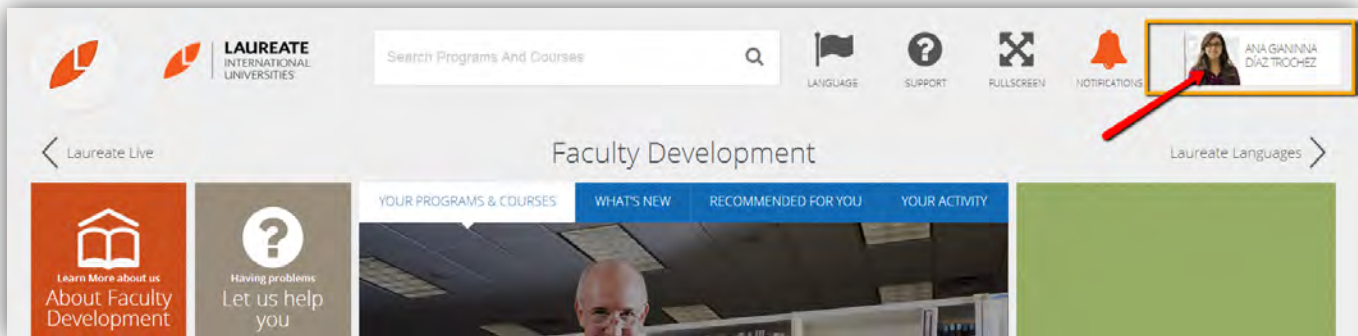 LAUREATE
INTERNATIONAL
UNIVERSITIES
Search Programs And Courses
LANGUAGE
SUPPORT
FULLSCREEN
NOTIFICATIONS
ANA GIANINNA
DÍAZ TROCHEZ
Laureate Live
Faculty Development
Laureate Languages
Learn More about us
About Faculty
Development
Having problems
Let us help
you
YOUR PROGRAMS & COURSES
WHAT'S NEW
RECOMMENDED FOR YOU
YOUR ACTIVITY